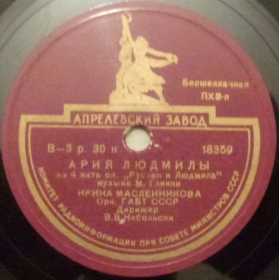 Бесшеллачная
ПХВ-л
АПРЕЛЕВСКИЙ ЗАВОД
В-3 р. 30 к
18359
АРИЯ ЛЮДМИЛЫ
из 4 акта оп. „Руслан и Людмила"
музыка М. Глинки
ИРИНА МАСЛЕННИКОВА
Орк. ГАБТ СССР
Дирижер
В.В.Небольсин
КОМИТЕТ РАДИОИНФОРМАЦИИ ПРИ СОВЕТЕ МИНИСТРОВ СССР